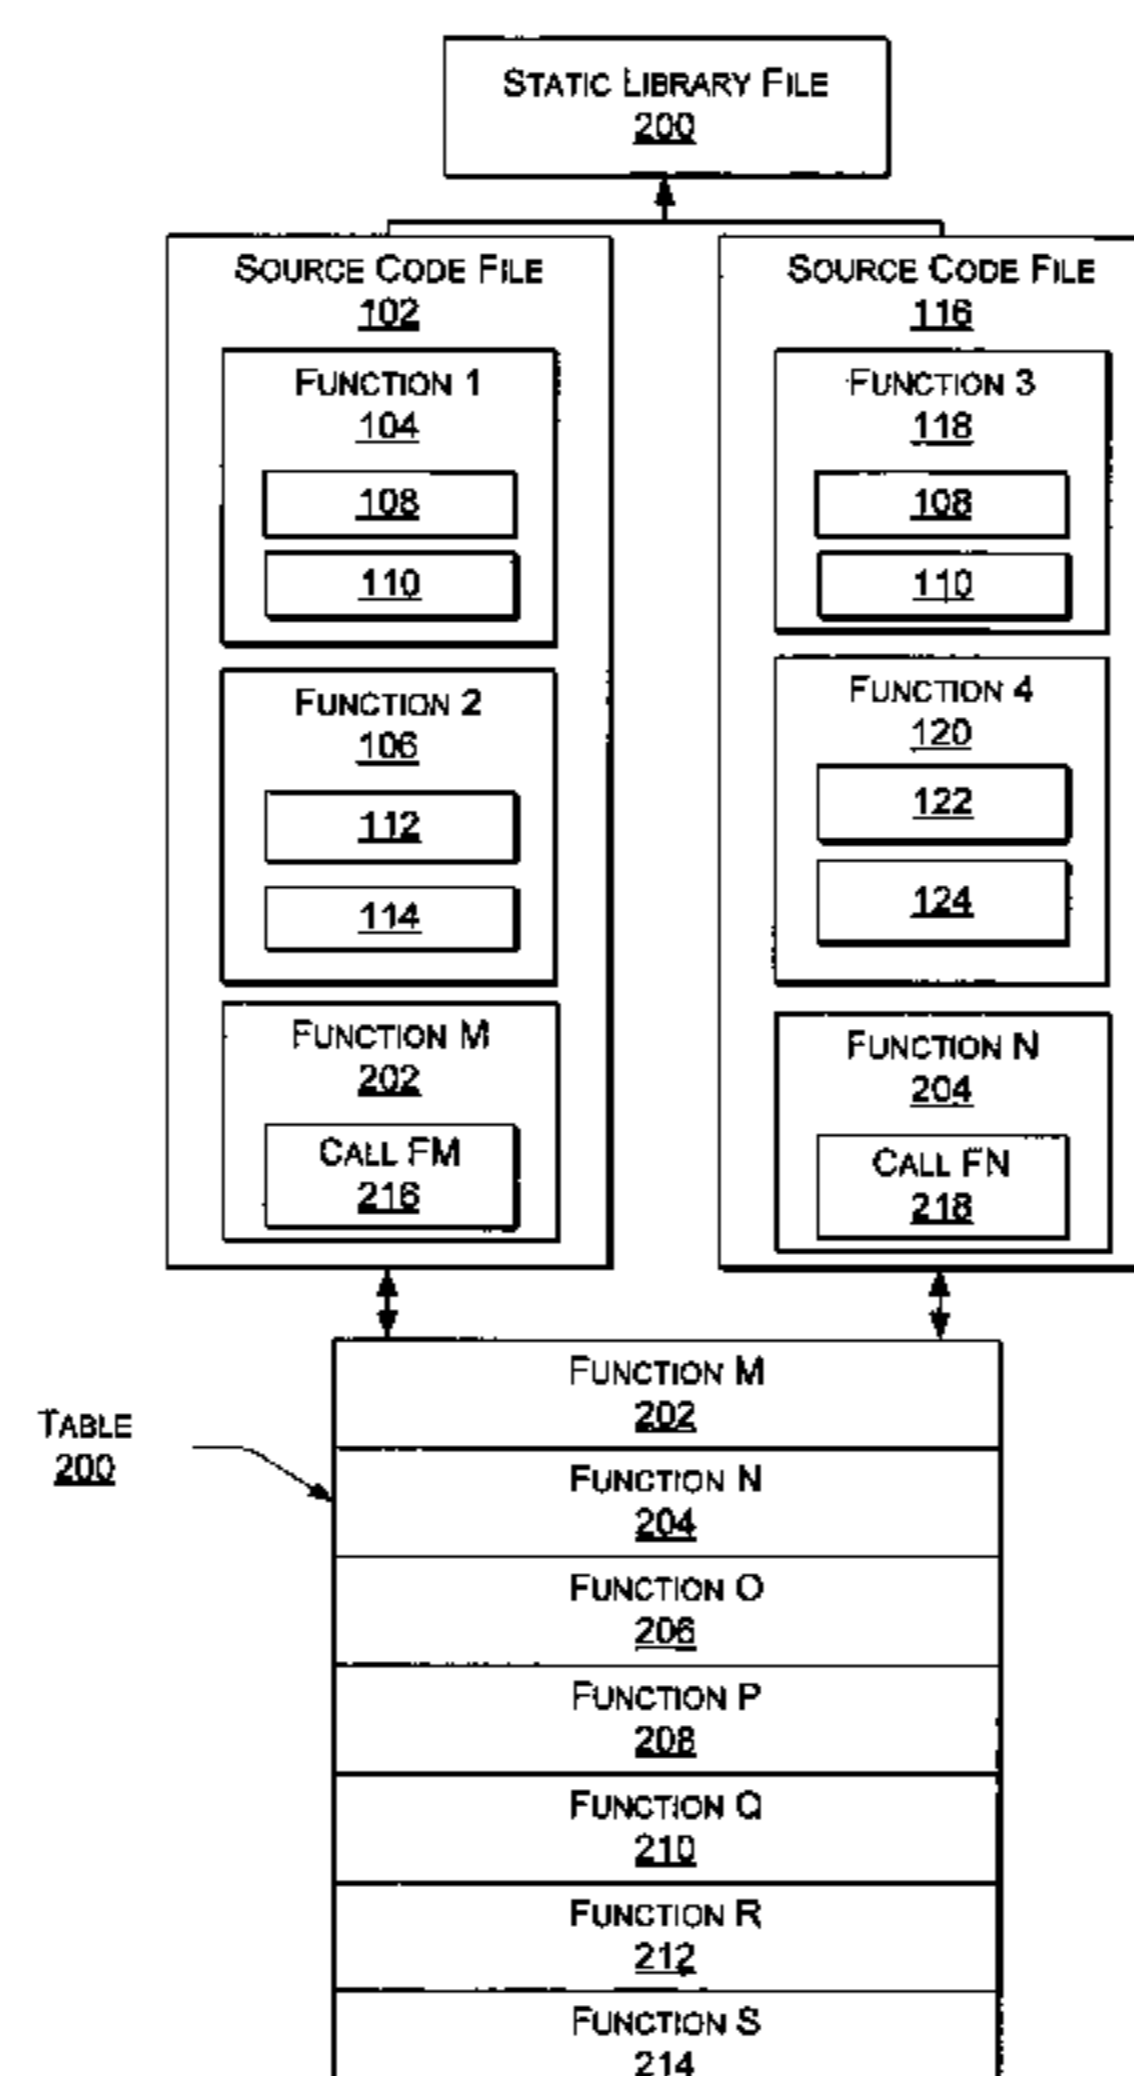 STATIC LIBRARY FILE
200
SOURCE CODE FILE
102
FUNCTION 1
104
108
110
FUNCTION 2
106
112
114
FUNCTION M
202
CALL FM
216
SOURCE CODE FILE
116
FUNCTION 3
118
108
110
FUNCTION 4
120
122
124
FUNCTION N
204
CALL FN
218
TABLE
200
FUNCTION M
202
FUNCTION N
204
FUNCTION O
206
FUNCTION P
208
FUNCTION Q
210
FUNCTION R
212
FUNCTION S
214